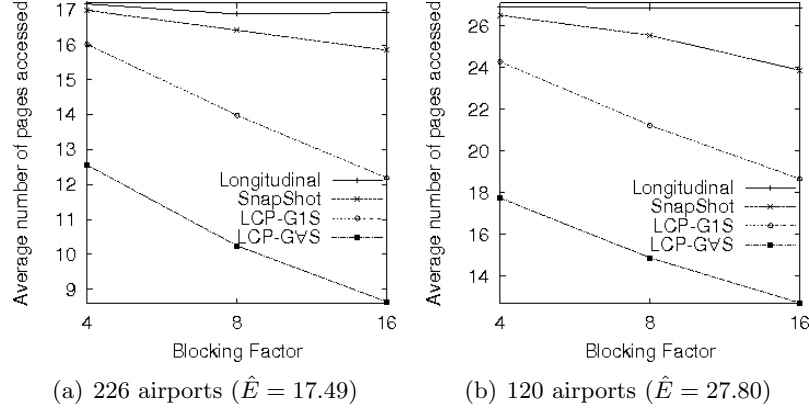 Average number of pages accessed
17
16
15
14
13
12
11
10
9
Longitudinal
SnapShot
LCP-G1S
LCP-G∀S
4 8 16
Blocking Factor
(a) 226 airports (Ê = 17.49)
Average number of pages accessed
26
24
22
20
18
16
14
Longitudinal
SnapShot
LCP-G1S
LCP-G∀S
4 8 16
Blocking Factor
(b) 120 airports (Ê = 27.80)